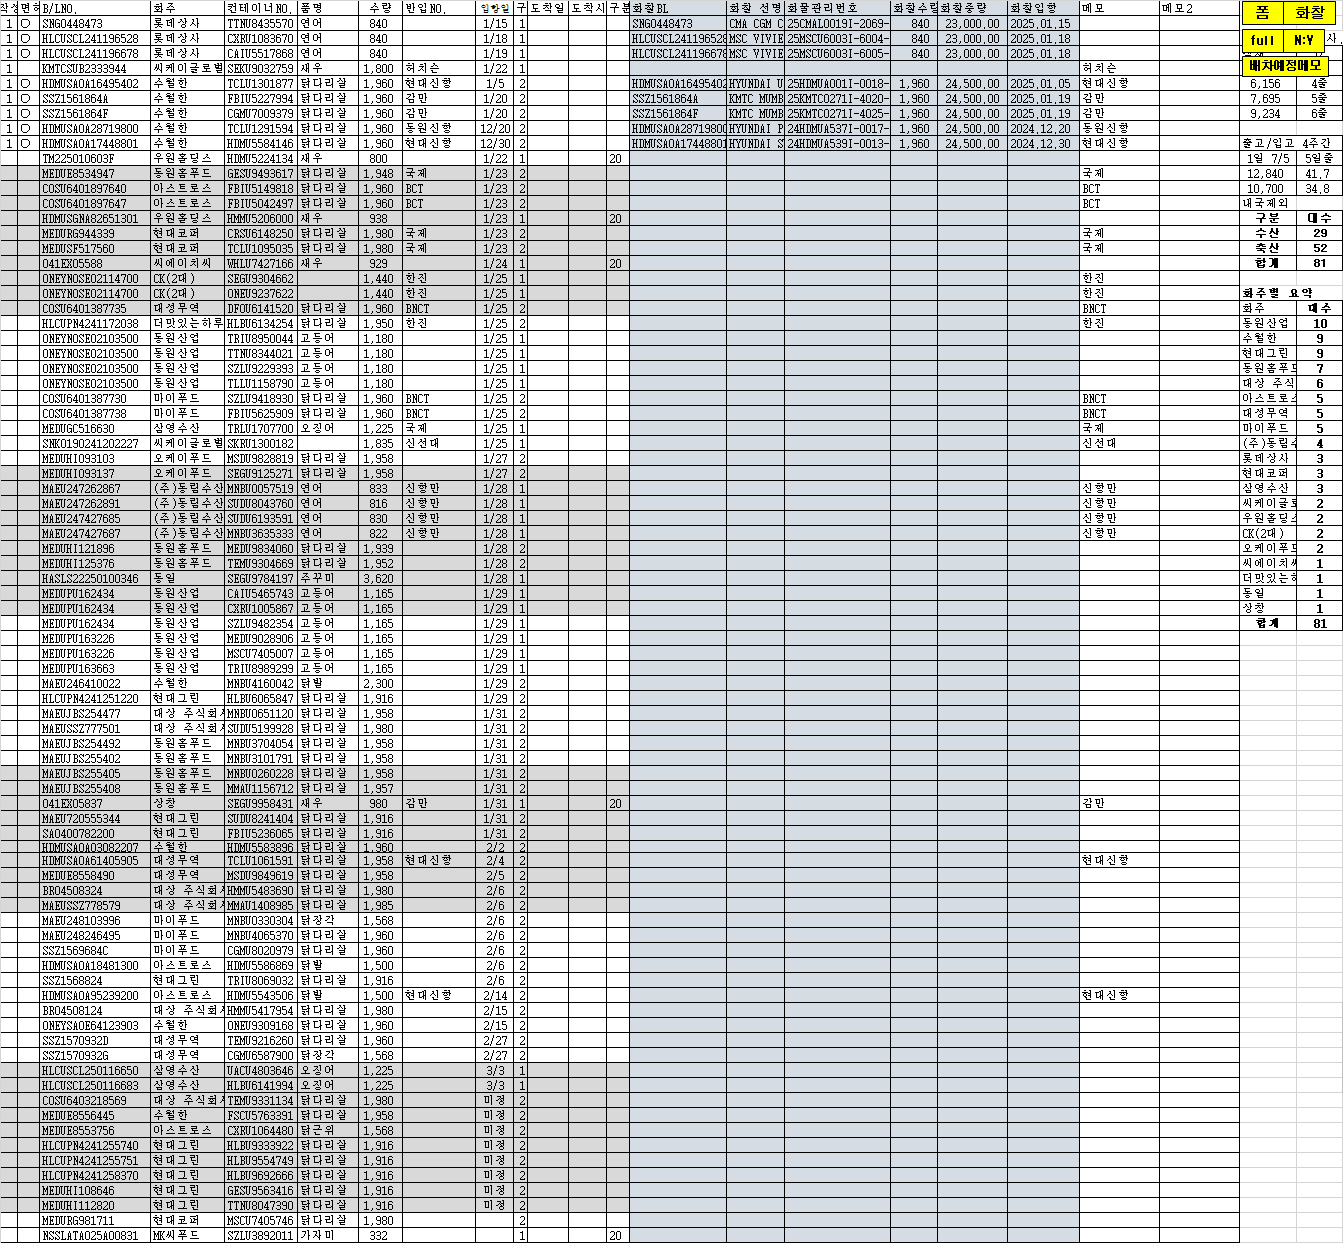 작성 면허 B/LNO. 화주 컨테이너NO. 품명 수량 반입NO. 입항일 구 도착일 도착시 구분 화찰BL 화찰 선명 화물관리번호 화찰수량 화찰중량 화찰입항 메모 메모2 폼 화찰
1 O SNG0448473 롯데상사 TTNU8435570 연어 840 1/15 1 SNG0448473 CMA CGM C 25CMAL0019I-2069- 840 23,000.00 2025.01.15
1 O HLCUSCL241196528 롯데상사 CXRU1083670 연어 840 1/18 1 HLCUSCL241196528 MSC VIVIE 25MSCU6003I-6004- 840 23,000.00 2025.01.18 full N:Y 사.
1 O HLCUSCL241196678 롯데상사 CAIU5517868 연어 840 1/19 1 HLCUSCL241196678 MSC VIVIE 25MSCU6003I-6005- 840 23,000.00 2025.01.18
1 KMTCSUB2333944 씨케이글로벌 SEKU9032759 새우 1,800 허치슨 1/22 1 허치슨 배차예정메모
1 O HDMUSAOA16495402 수월한 TCLU1301877 닭다리살 1,960 현대신항 1/5 2 HDMUSAOA16495402 HYUNDAI U 25HDMUA001I-0018- 1,960 24,500.00 2025.01.05 현대신항 6,156 4줄
1 O SSZ1561864A 수월한 FBIU5227994 닭다리살 1,960 감만 1/20 2 SSZ1561864A KMTC MUMB 25KMTC0271I-4020- 1,960 24,500.00 2025.01.19 감만 7,695 5줄
1 O SSZ1561864F 수월한 CGMU7009379 닭다리살 1,960 감만 1/20 2 SSZ1561864F KMTC MUMB 25KMTC0271I-4025- 1,960 24,500.00 2025.01.19 감만 9,234 6줄
1 O HDMUSAOA28719800 수월한 TCLU1291594 닭다리살 1,960 동원신항 12/20 2 HDMUSAOA28719800 HYUNDAI P 24HDMUA537I-0017- 1,960 24,500.00 2024.12.20 동원신항
1 O HDMUSAOA17448801 수월한 HDMU5584146 닭다리살 1,960 현대신항 12/30 2 HDMUSAOA17448801 HYUNDAI S 24HDMUA539I-0013- 1,960 24,500.00 2024.12.30 현대신항 출고/입고 4주간
TM225010603F 우원홀딩스 HDMU5224134 새우 800 1/22 1 20 1일 7/5 5일줄
MEDUE8534947 동원홈푸드 GESU9493617 닭다리살 1,948 국제 1/23 2 국제 12,840 41.7
COSU6401897640 아스트로스 FBIU5149818 닭다리살 1,960 BCT 1/23 2 BCT 10,700 34.8
COSU6401897647 아스트로스 FBIU5042497 닭다리살 1,960 BCT 1/23 2 BCT 내국제외
HDMUSGNA82651301 우원홀딩스 HMMU5206000 새우 938 1/23 1 20 구분 대수
MEDURG944339 현대코퍼 CRSU6148250 닭다리살 1,980 국제 1/23 2 국제 수산 29
MEDUSF517560 현대코퍼 TCLU1095035 닭다리살 1,980 국제 1/23 2 국제 축산 52
041EX05588 씨에이치씨 WHLU7427166 새우 929 1/24 1 20 합계 81
ONEYNOSE02114700 CK(2대) SEGU9304662 1,440 한진 1/25 1 한진
ONEYNOSE02114700 CK(2대) ONEU9237622 1,440 한진 1/25 1 한진 화주별 요약
COSU6401387735 대성무역 DFOU6141520 닭다리살 1,960 BNCT 1/25 2 BNCT 화주 대수
HLCUPN4241172038 더맛있는하루 HLBU6134254 닭다리살 1,950 한진 1/25 2 한진 동원산업 10
ONEYNOSE02103500 동원산업 TRIU8950044 고등어 1,180 1/25 1 수월한 9
ONEYNOSE02103500 동원산업 TTNU8344021 고등어 1,180 1/25 1 현대그린 9
ONEYNOSE02103500 동원산업 SZLU9229393 고등어 1,180 1/25 1 동원홈푸드 7
ONEYNOSE02103500 동원산업 TLLU1158790 고등어 1,180 1/25 1 대상 주식 6
COSU6401387730 마이푸드 SZLU9418930 닭다리살 1,960 BNCT 1/25 2 BNCT 아스트로스 5
COSU6401387738 마이푸드 FBIU5625909 닭다리살 1,960 BNCT 1/25 2 BNCT 대성무역 5
MEDUGC516630 삼영수산 TRLU1707700 오징어 1,225 국제 1/25 1 국제 마이푸드 5
SNKO190241202227 씨케이글로벌 SKRU1300182 1,835 신선대 1/25 1 신선대 (주)동림수 4
MEDUHI093103 오케이푸드 MSDU9828819 닭다리살 1,958 1/27 2 롯데상사 3
MEDUHI093137 오케이푸드 SEGU9125271 닭다리살 1,958 1/27 2 현대코퍼 3
MAEU247262867 (주)동림수산 MNBU0057519 연어 833 신항만 1/28 1 신항만 삼영수산 3
MAEU247262891 (주)동림수산 SUDU8043760 연어 816 신항만 1/28 1 신항만 씨케이글로 2
MAEU247427685 (주)동림수산 SUDU6193591 연어 830 신항만 1/28 1 신항만 우원홀딩스 2
MAEU247427687 (주)동림수산 MNBU3635333 연어 822 신항만 1/28 1 신항만 CK(2대) 2
MEDUHI121896 동원홈푸드 MEDU9834060 닭다리살 1,939 1/28 2 오케이푸드 2
MEDUHI125376 동원홈푸드 TEMU9304669 닭다리살 1,952 1/28 2 씨에이치씨 1
HASLS22250100346 동일 SEGU9784197 주꾸미 3,620 1/28 1 더맛있는하 1
MEDUPU162434 동원산업 CAIU5465743 고등어 1,165 1/29 1 동일 1
MEDUPU162434 동원산업 CXRU1005867 고등어 1,165 1/29 1 상창 1
MEDUPU162434 동원산업 SZLU9482354 고등어 1,165 1/29 1 합계 81
MEDUPU163226 동원산업 MEDU9028906 고등어 1,165 1/29 1
MEDUPU163226 동원산업 MSCU7405007 고등어 1,165 1/29 1
MEDUPU163663 동원산업 TRIU8989299 고등어 1,165 1/29 1
MAEU246410022 수월한 MNBU4160042 닭발 2,300 1/29 2
HLCUPN4241251220 현대그린 HLBU6065847 닭다리살 1,916 1/29 2
MAEUJBS254477 대상 주식회사 MNBU0651120 닭다리살 1,958 1/31 2
MAEUSSZ777501 대상 주식회사 SUDU5199928 닭다리살 1,980 1/31 2
MAEUJBS254492 동원홈푸드 MNBU3704054 닭다리살 1,958 1/31 2
MAEUJBS255402 동원홈푸드 MNBU3101791 닭다리살 1,958 1/31 2
MAEUJBS255405 동원홈푸드 MNBU0260228 닭다리살 1,958 1/31 2
MAEUJBS255408 동원홈푸드 MMAU1156712 닭다리살 1,957 1/31 2
041EX05837 상창 SEGU9958431 새우 980 감만 1/31 1 20 감만
MAEU720555344 현대그린 SUDU8241404 닭다리살 1,916 1/31 2
SA0400782200 현대그린 FBIU5236065 닭다리살 1,916 1/31 2
HDMUSAOA03082207 수월한 HDMU5583896 닭다리살 1,960 2/2 2
HDMUSAOA61405905 대성무역 TCLU1061591 닭다리살 1,958 현대신항 2/4 2 현대신항
MEDUE8558490 대성무역 MSDU9849619 닭다리살 1,958 2/5 2
BRO4508324 대상 주식회사 HMMU5483690 닭다리살 1,980 2/6 2
MAEUSSZ778579 대상 주식회사 MMAU1408985 닭다리살 1,985 2/6 2
MAEU248103996 마이푸드 MNBU0330304 닭장각 1,568 2/6 2
MAEU248246495 마이푸드 MNBU4065370 닭다리살 1,960 2/6 2
SSZ1569684C 마이푸드 CGMU8020979 닭다리살 1,960 2/6 2
HDMUSAOA18481300 아스트로스 HDMU5586869 닭발 1,500 2/6 2
SSZ1568824 현대그린 TRIU8069032 닭다리살 1,916 2/6 2
HDMUSAOA95239200 아스트로스 HDMU5543506 닭발 1,500 현대신항 2/14 2 현대신항
BRO4508124 대상 주식회사 HMMU5417954 닭다리살 1,980 2/15 2
ONEYSAOE64123903 수월한 ONEU9309168 닭다리살 1,960 2/15 2
SSZ1570932D 대성무역 TEMU9216260 닭다리살 1,960 2/27 2
SSZ1570932G 대성무역 CGMU6587900 닭장각 1,568 2/27 2
HLCUSCL250116650 삼영수산 UACU4803646 오징어 1,225 3/3 1
HLCUSCL250116683 삼영수산 HLBU6141994 오징어 1,225 3/3 1
COSU6403218569 대상 주식회사 TEMU9331134 닭다리살 1,980 미정 2
MEDUE8556445 수월한 FSCU5763391 닭다리살 1,958 미정 2
MEDUE8553756 아스트로스 CXRU1064480 닭근위 1,568 미정 2
HLCUPN4241255740 현대그린 HLBU9333922 닭다리살 1,916 미정 2
HLCUPN4241255751 현대그린 HLBU9554749 닭다리살 1,916 미정 2
HLCUPN4241258370 현대그린 HLBU9692666 닭다리살 1,916 미정 2
MEDUHI108646 현대그린 GESU9563416 닭다리살 1,916 미정 2
MEDUHI112820 현대그린 TTNU8047390 닭다리살 1,916 미정 2
MEDURG981711 현대코퍼 MSCU7405746 닭다리살 1,980 2
NSSLATA025A00831 MK씨푸드 SZLU3892011 가자미 332 1 20